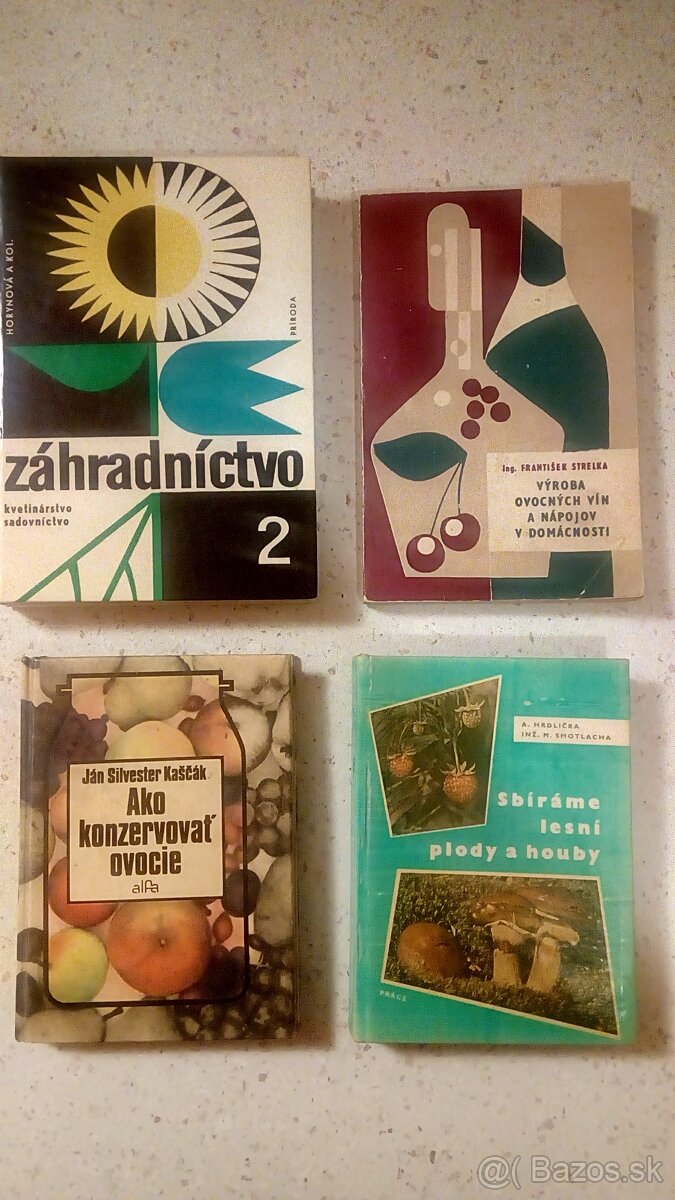 HORYNOVÁ A KOL.
PRÍRODA
záhradníctvo
kvetinárstvo
sadovníctvo
2
Ing. FRANTIŠEK STRELKA
VÝROBA
OVOCNÝCH VÍN
A NÁPOJOV
V DOMÁCNOSTI
Ján Silvester Kaščák
Ako
konzervovať
ovocie
alfa
A. HRDLIČKA
INŽ. M. SMOTLACHA
Sbíráme
lesní
plody a houby
PRÁCE
@( Bazos.sk